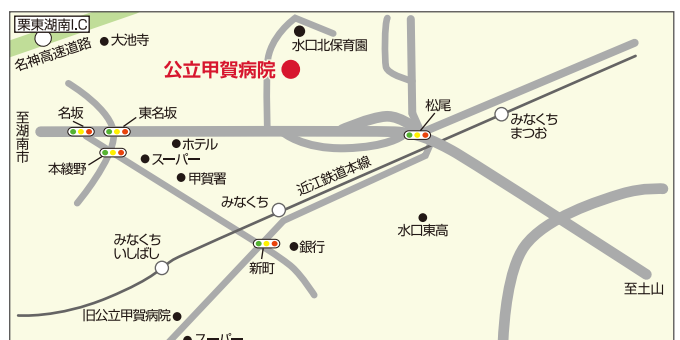 栗東湖南I.C
名神高速道路
大池寺
水口北保育園
公立甲賀病院
至湖南市
名坂
東名坂
松尾
みなくち
まつお
ホテル
スーパー
本綾野
甲賀署
近江鉄道本線
みなくち
水口東高
みなくち
いしばし
銀行
新町
至土山
旧公立甲賀病院
スーパー